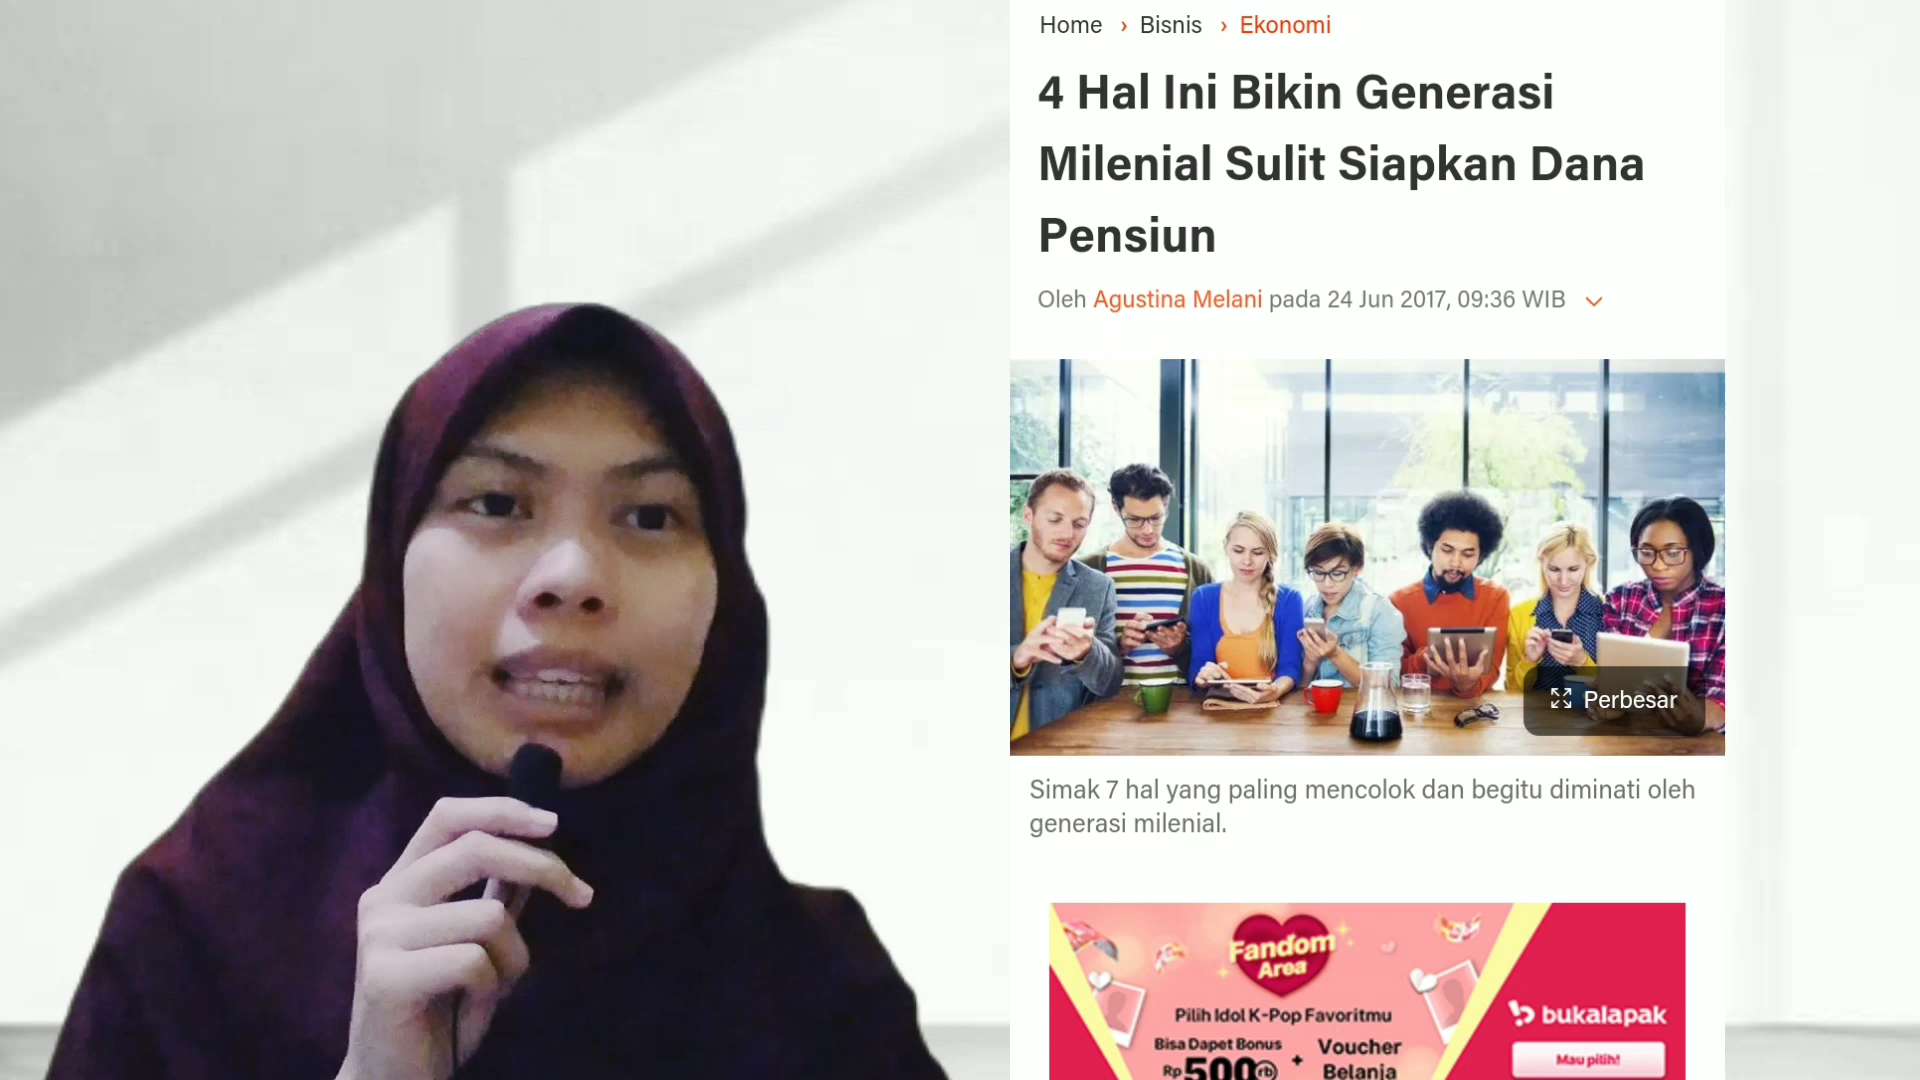 Home › Bisnis › Ekonomi
4 Hal Ini Bikin Generasi
Milenial Sulit Siapkan Dana
Pensiun
Oleh Agustina Melani pada 24 Jun 2017, 09:36 WIB
Perbesar
Simak 7 hal yang paling mencolok dan begitu diminati oleh
generasi milenial.
Fandom
Area
Pilih Idol K-Pop Favoritmu
Bisa Dapet Bonus
Rp 500rb + Voucher
Belanja
bukalapak
Mau pilih!